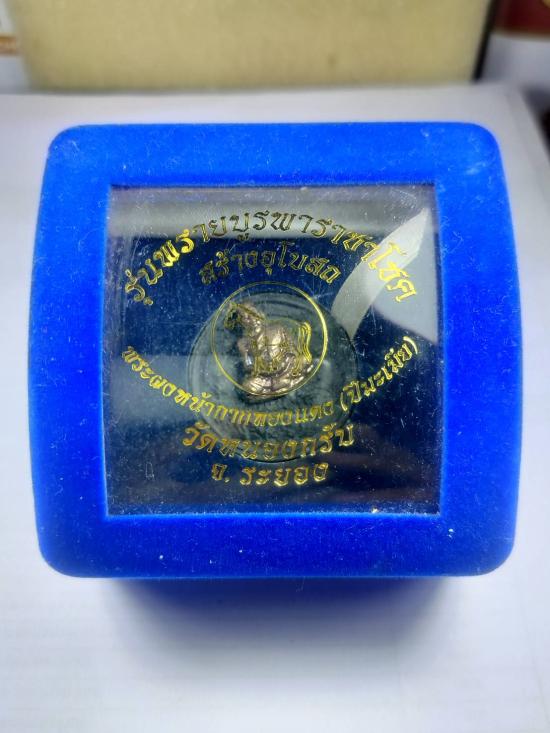 รุ่นพรายบูรพาราชาโชค
สร้างอุโบสถ
พระผงหน้ากากทองแดง (ปีมะเมีย)
วัดหนองกรับ
จ. ระยอง